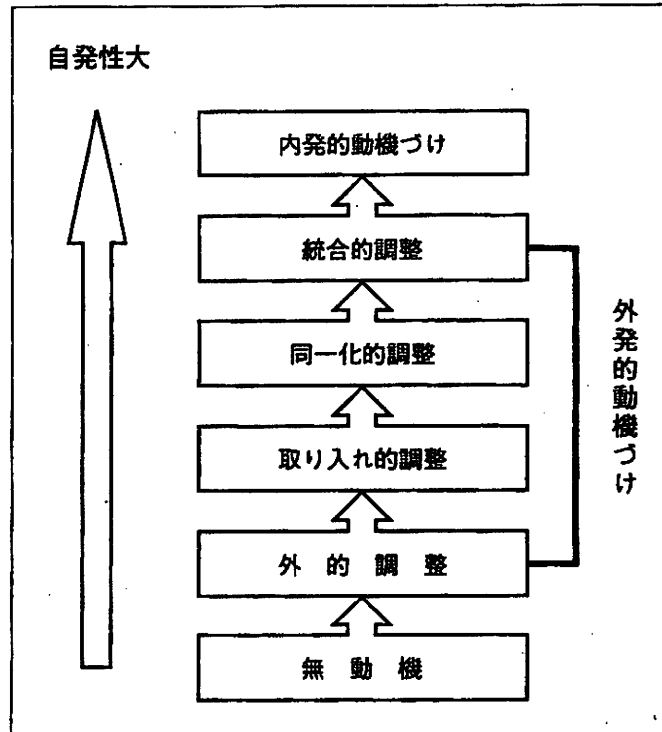 自発性大
内発的動機づけ
統合的調整
同一化的調整
取り入れ的調整
外的調整
無動機
外発的動機づけ